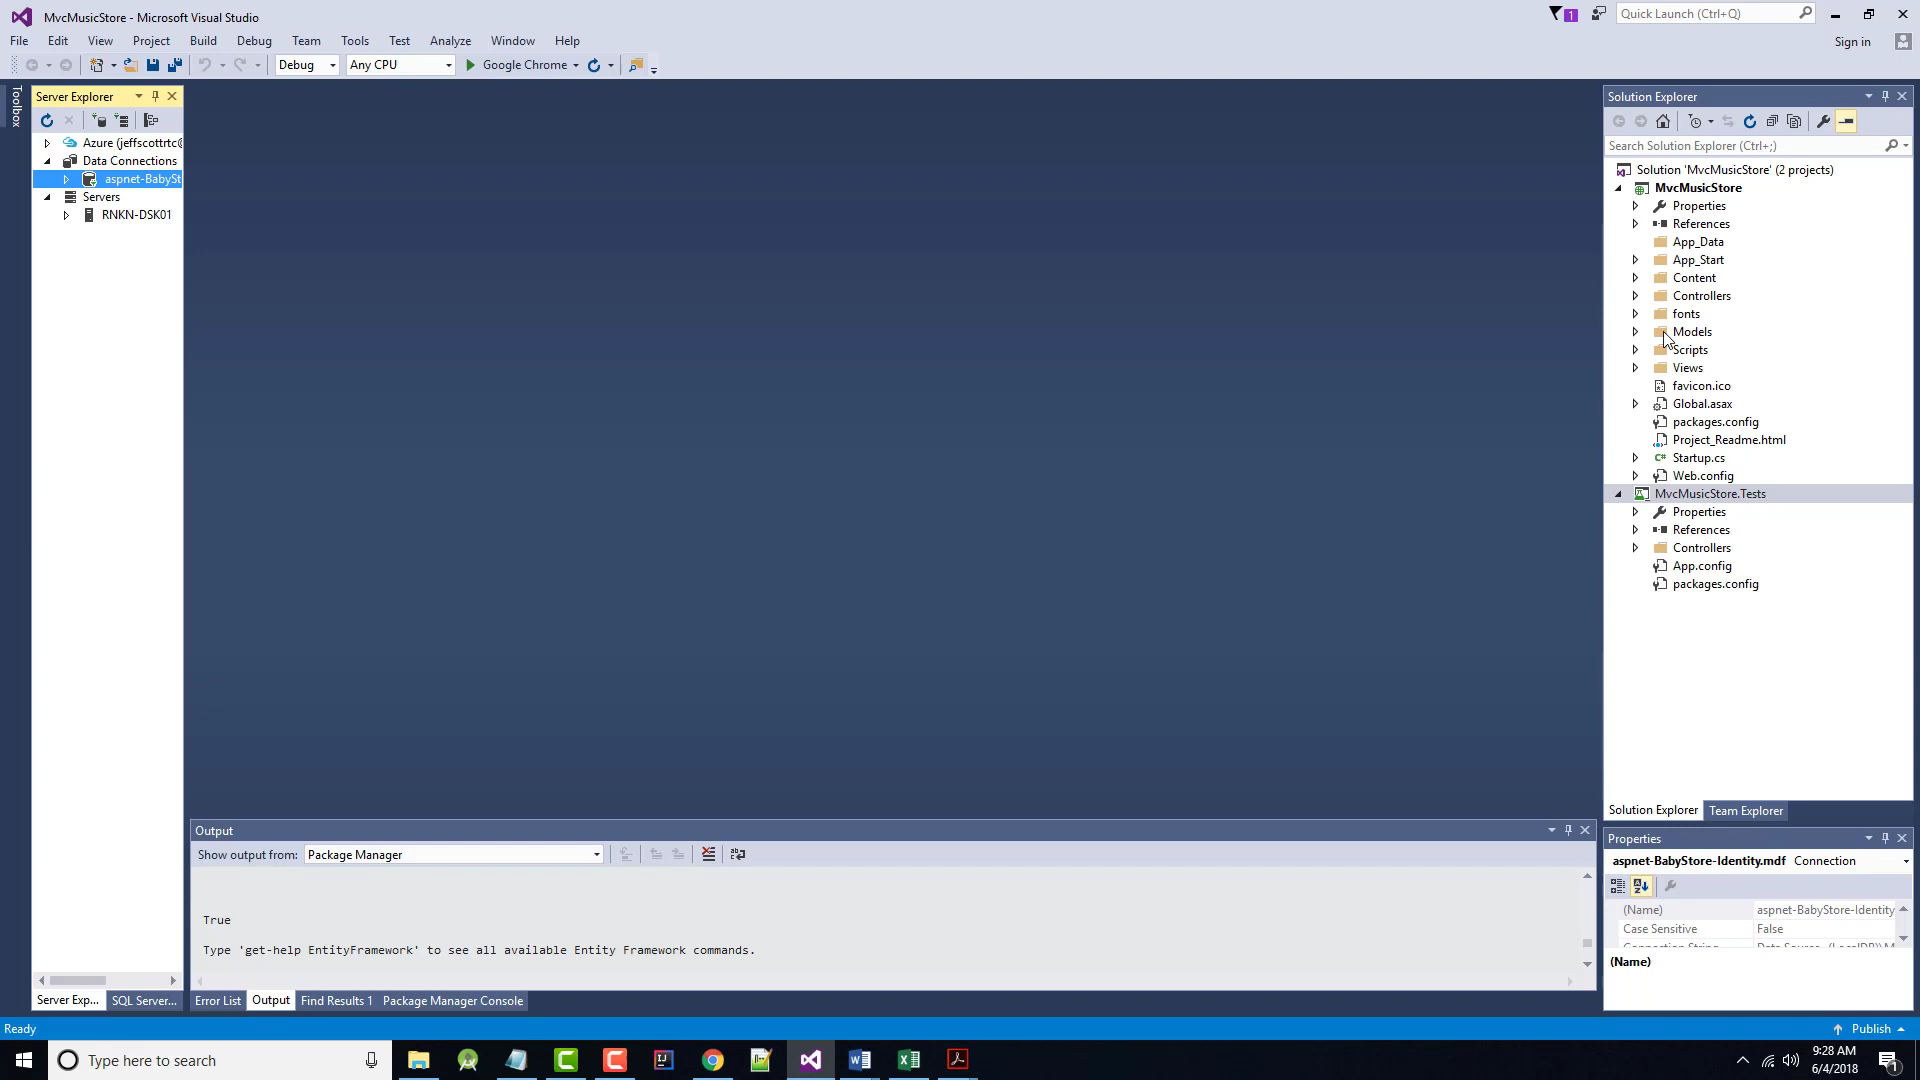 MvcMusicStore - Microsoft Visual Studio
1
Quick Launch (Ctrl+Q)
File Edit View Project Build Debug Team Tools Test Analyze Window Help
Sign in
Debug Any CPU Google Chrome
Toolbox
Server Explorer
Azure (jeffscottrtc@
Data Connections
aspnet-BabySt
Servers
RNKN-DSK01
Server Exp... SQL Server...
Output
Show output from: Package Manager
True
Type 'get-help EntityFramework' to see all available Entity Framework commands.
Error List Output Find Results 1 Package Manager Console
Solution Explorer
Search Solution Explorer (Ctrl+;)
Solution 'MvcMusicStore' (2 projects)
MvcMusicStore
Properties
References
App_Data
App_Start
Content
Controllers
fonts
Models
Scripts
Views
favicon.ico
Global.asax
packages.config
Project_Readme.html
Startup.cs
Web.config
MvcMusicStore.Tests
Properties
References
Controllers
App.config
packages.config
Solution Explorer Team Explorer
Properties
aspnet-BabyStore-Identity.mdf Connection
(Name) aspnet-BabyStore-Identity
Case Sensitive False
Connection String Data Source=(LocalDB)\M
(Name)
Ready
Publish
Type here to search
9:28 AM
6/4/2018
1